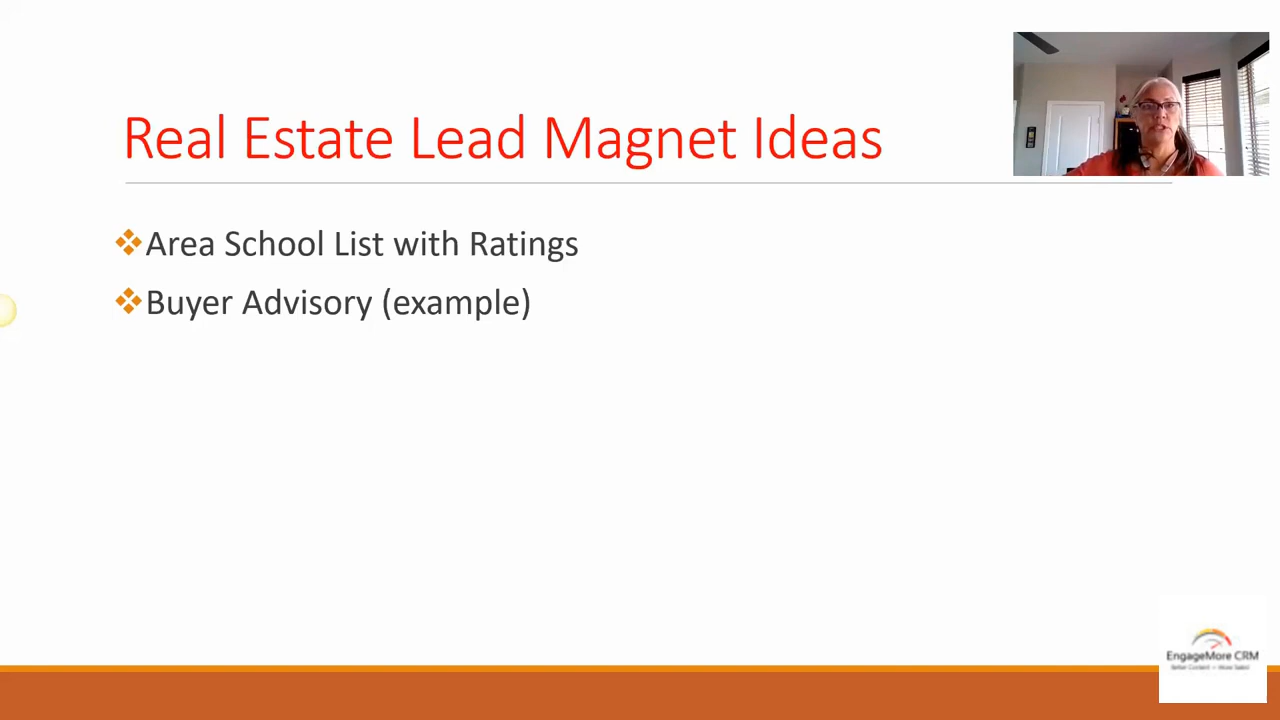 Real Estate Lead Magnet Ideas
Area School List with Ratings
Buyer Advisory (example)
EngageMore CRM